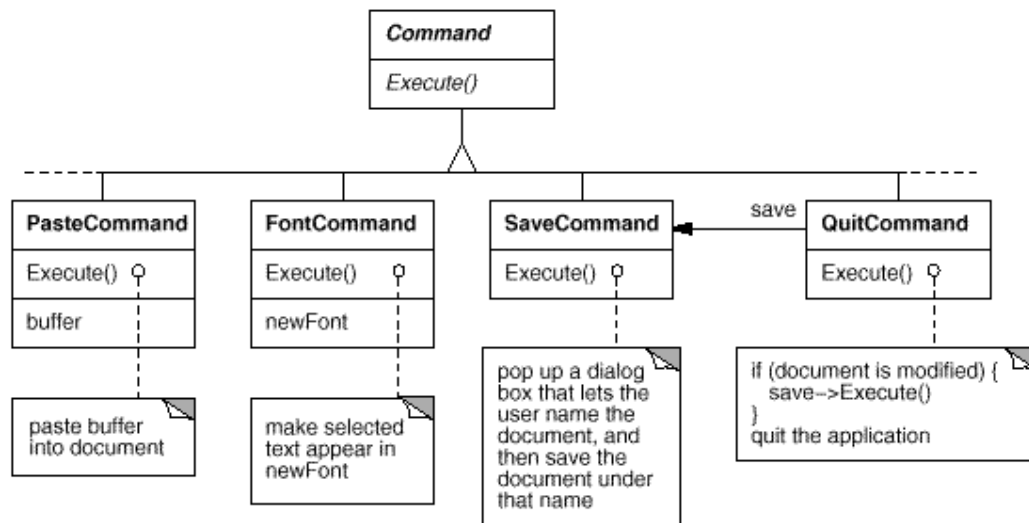 Command
Execute()
save
PasteCommand
Execute()
buffer
paste buffer
into document
FontCommand
Execute()
newFont
make selected
text appear in
newFont
SaveCommand
Execute()
pop up a dialog
box that lets the
user name the
document, and
then save the
document under
that name
QuitCommand
Execute()
if (document is modified) {
save->Execute()
}
quit the application